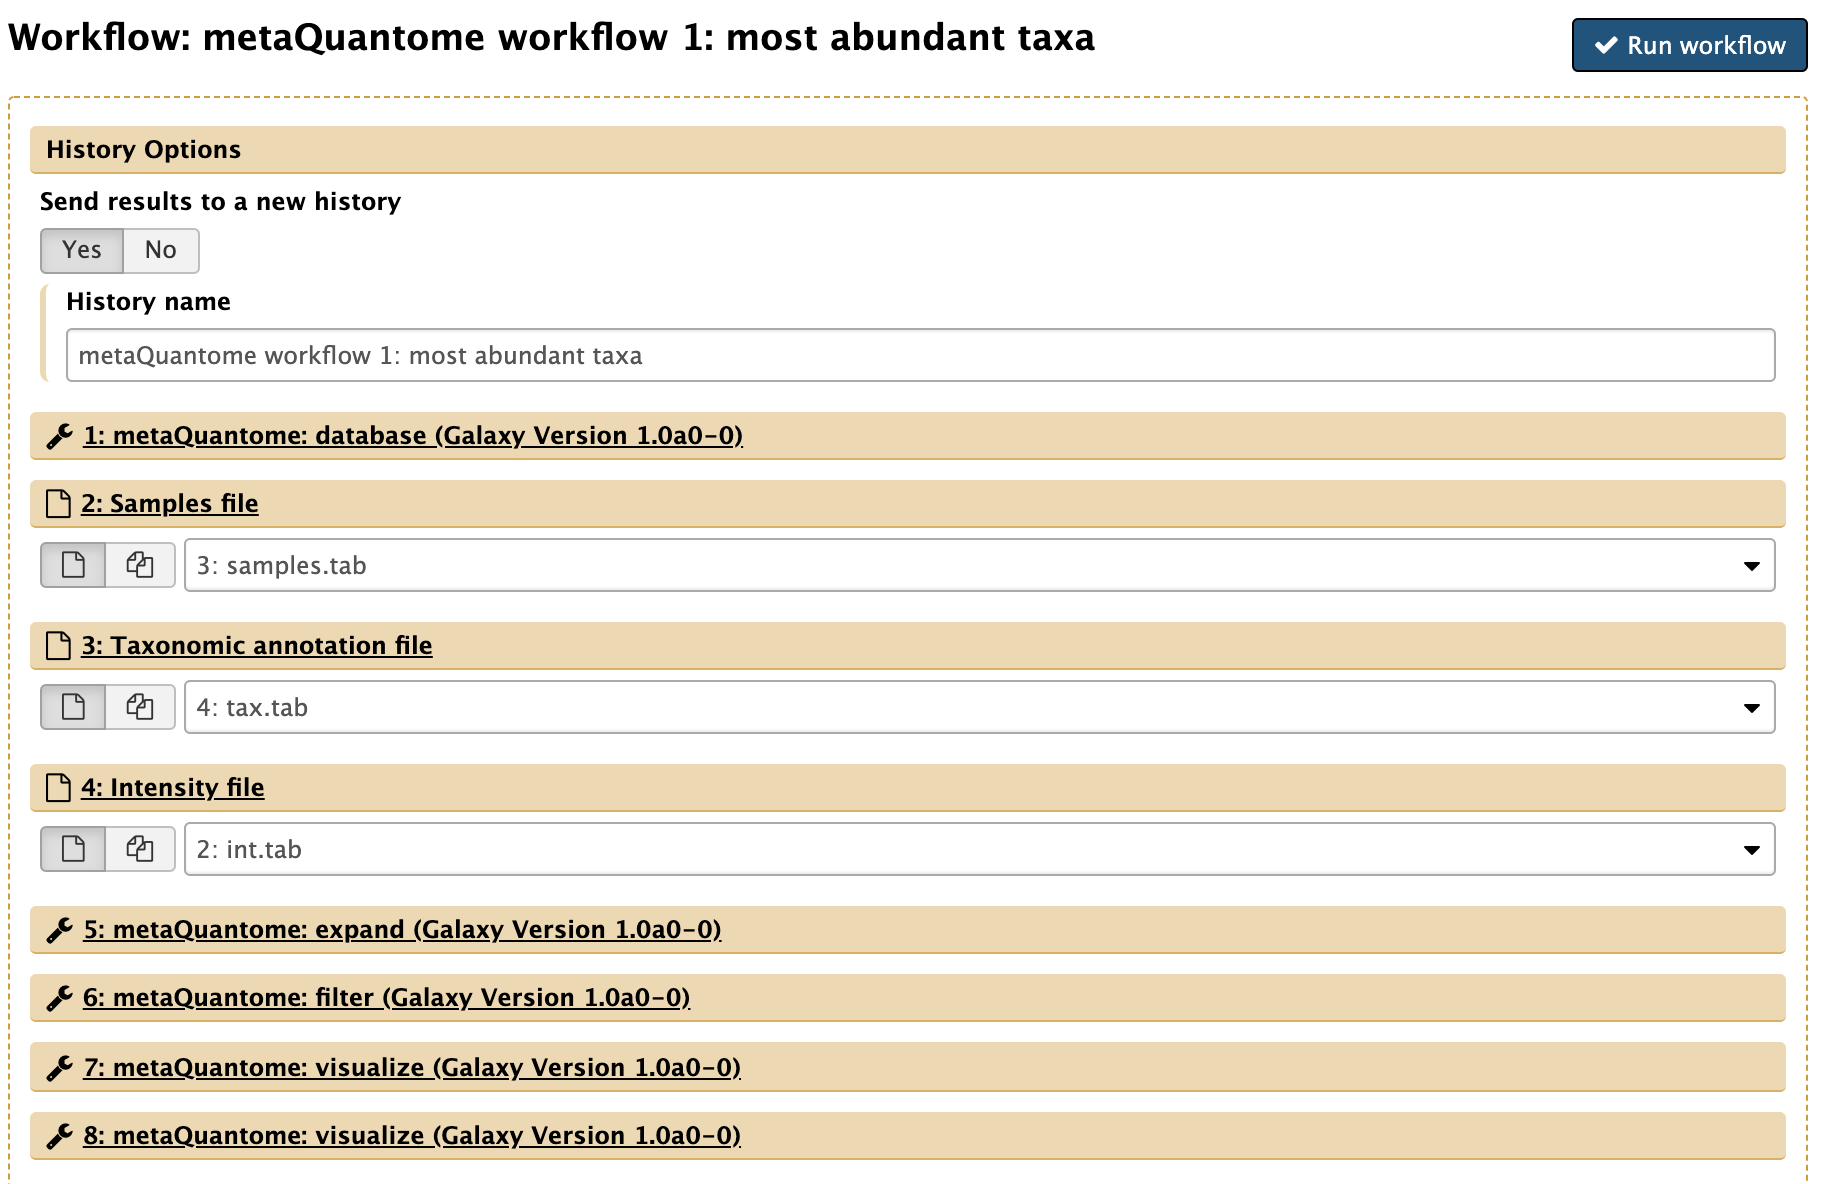 Workflow: metaQuantome workflow 1: most abundant taxa
Run workflow
History Options
Send results to a new history
Yes No
History name
metaQuantome workflow 1: most abundant taxa
1: metaQuantome: database (Galaxy Version 1.0a0-0)
2: Samples file
3: samples.tab
3: Taxonomic annotation file
4: tax.tab
4: Intensity file
2: int.tab
5: metaQuantome: expand (Galaxy Version 1.0a0-0)
6: metaQuantome: filter (Galaxy Version 1.0a0-0)
7: metaQuantome: visualize (Galaxy Version 1.0a0-0)
8: metaQuantome: visualize (Galaxy Version 1.0a0-0)